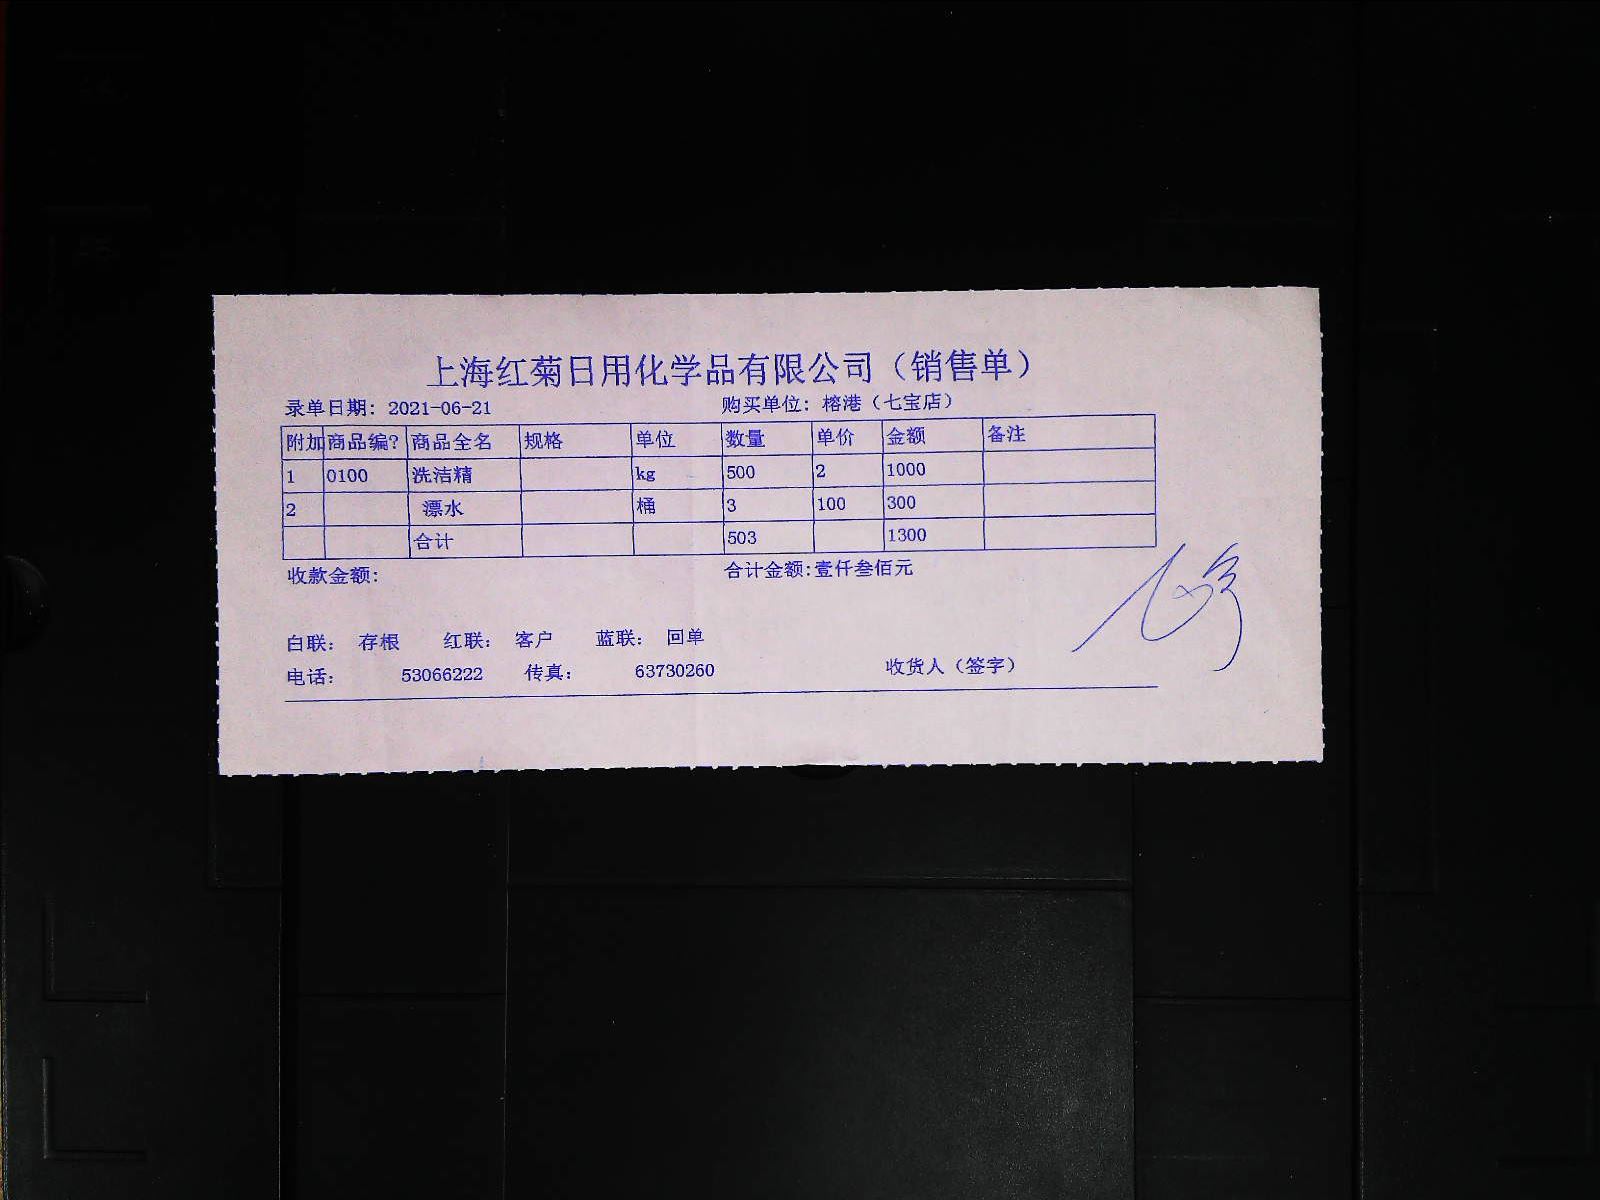 上海红菊日用化学品有限公司（销售单）
录单日期: 2021-06-21 购买单位: 榕港（七宝店）
附加 商品编? 商品全名 规格 单位 数量 单价 金额 备注
1 0100 洗洁精 kg 500 2 1000
2 漂水 桶 3 100 300
合计 503 1300
收款金额: 合计金额:壹仟叁佰元
白联: 存根 红联: 客户 蓝联: 回单
电话: 53066222 传真: 63730260 收货人（签字）